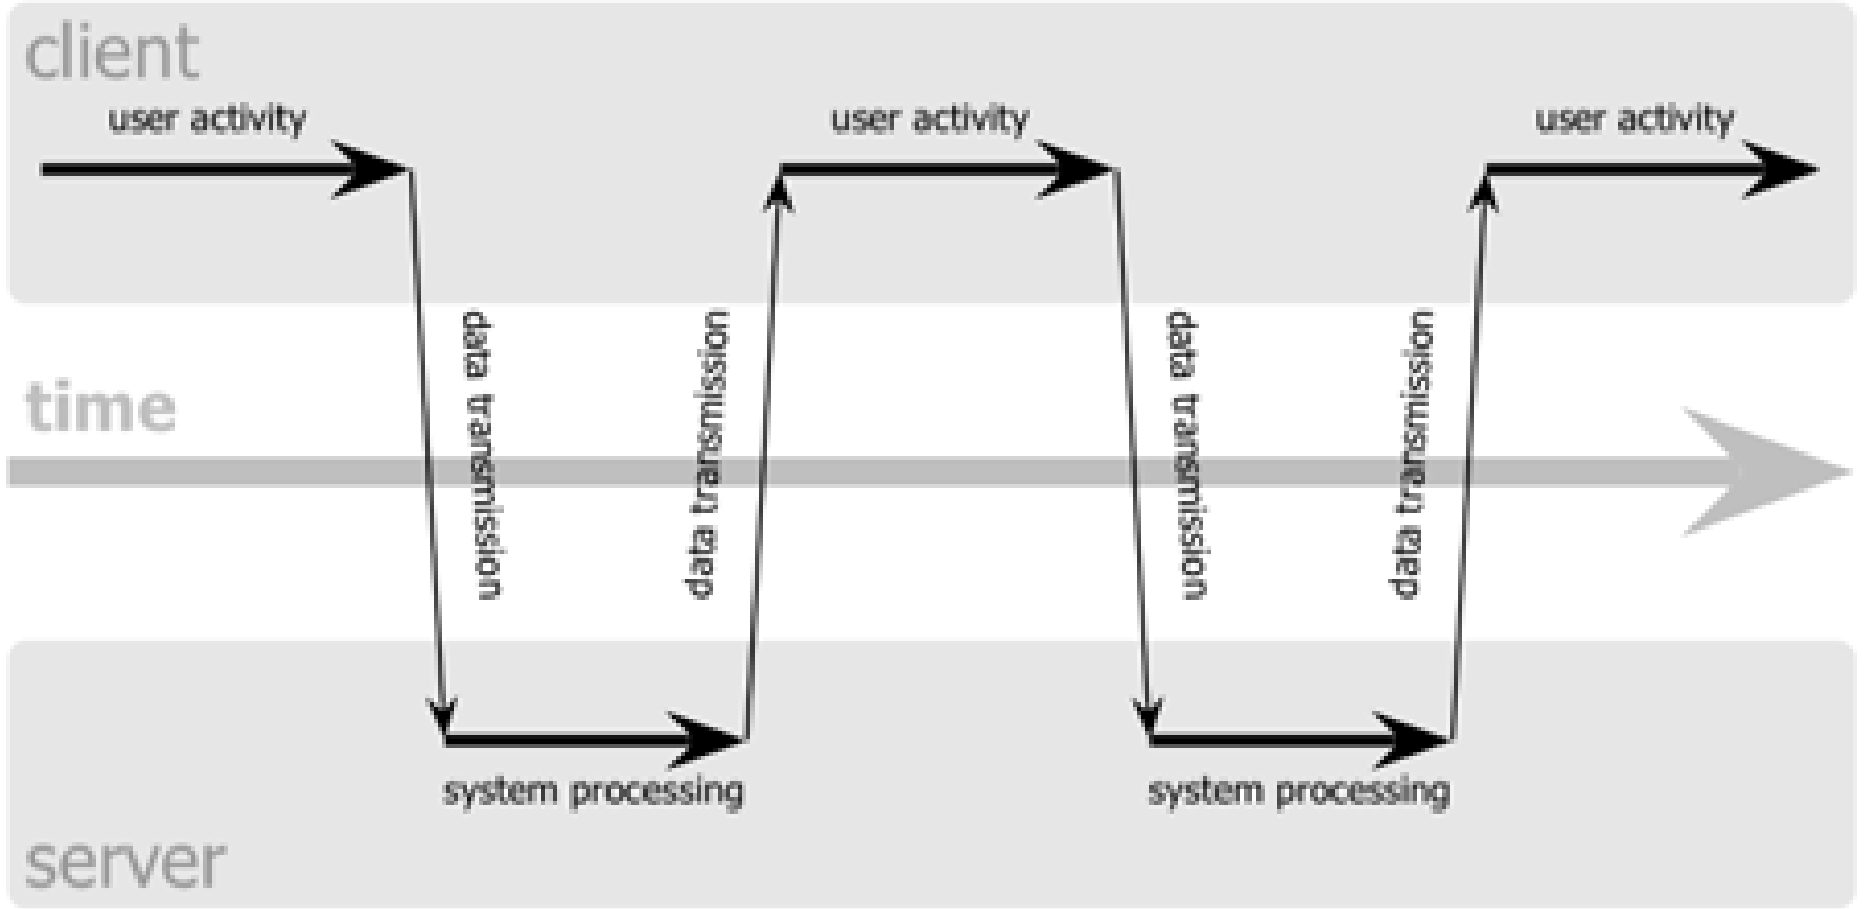 client
user activity
user activity
user activity
data transmission
data transmission
data transmission
data transmission
time
system processing
system processing
server